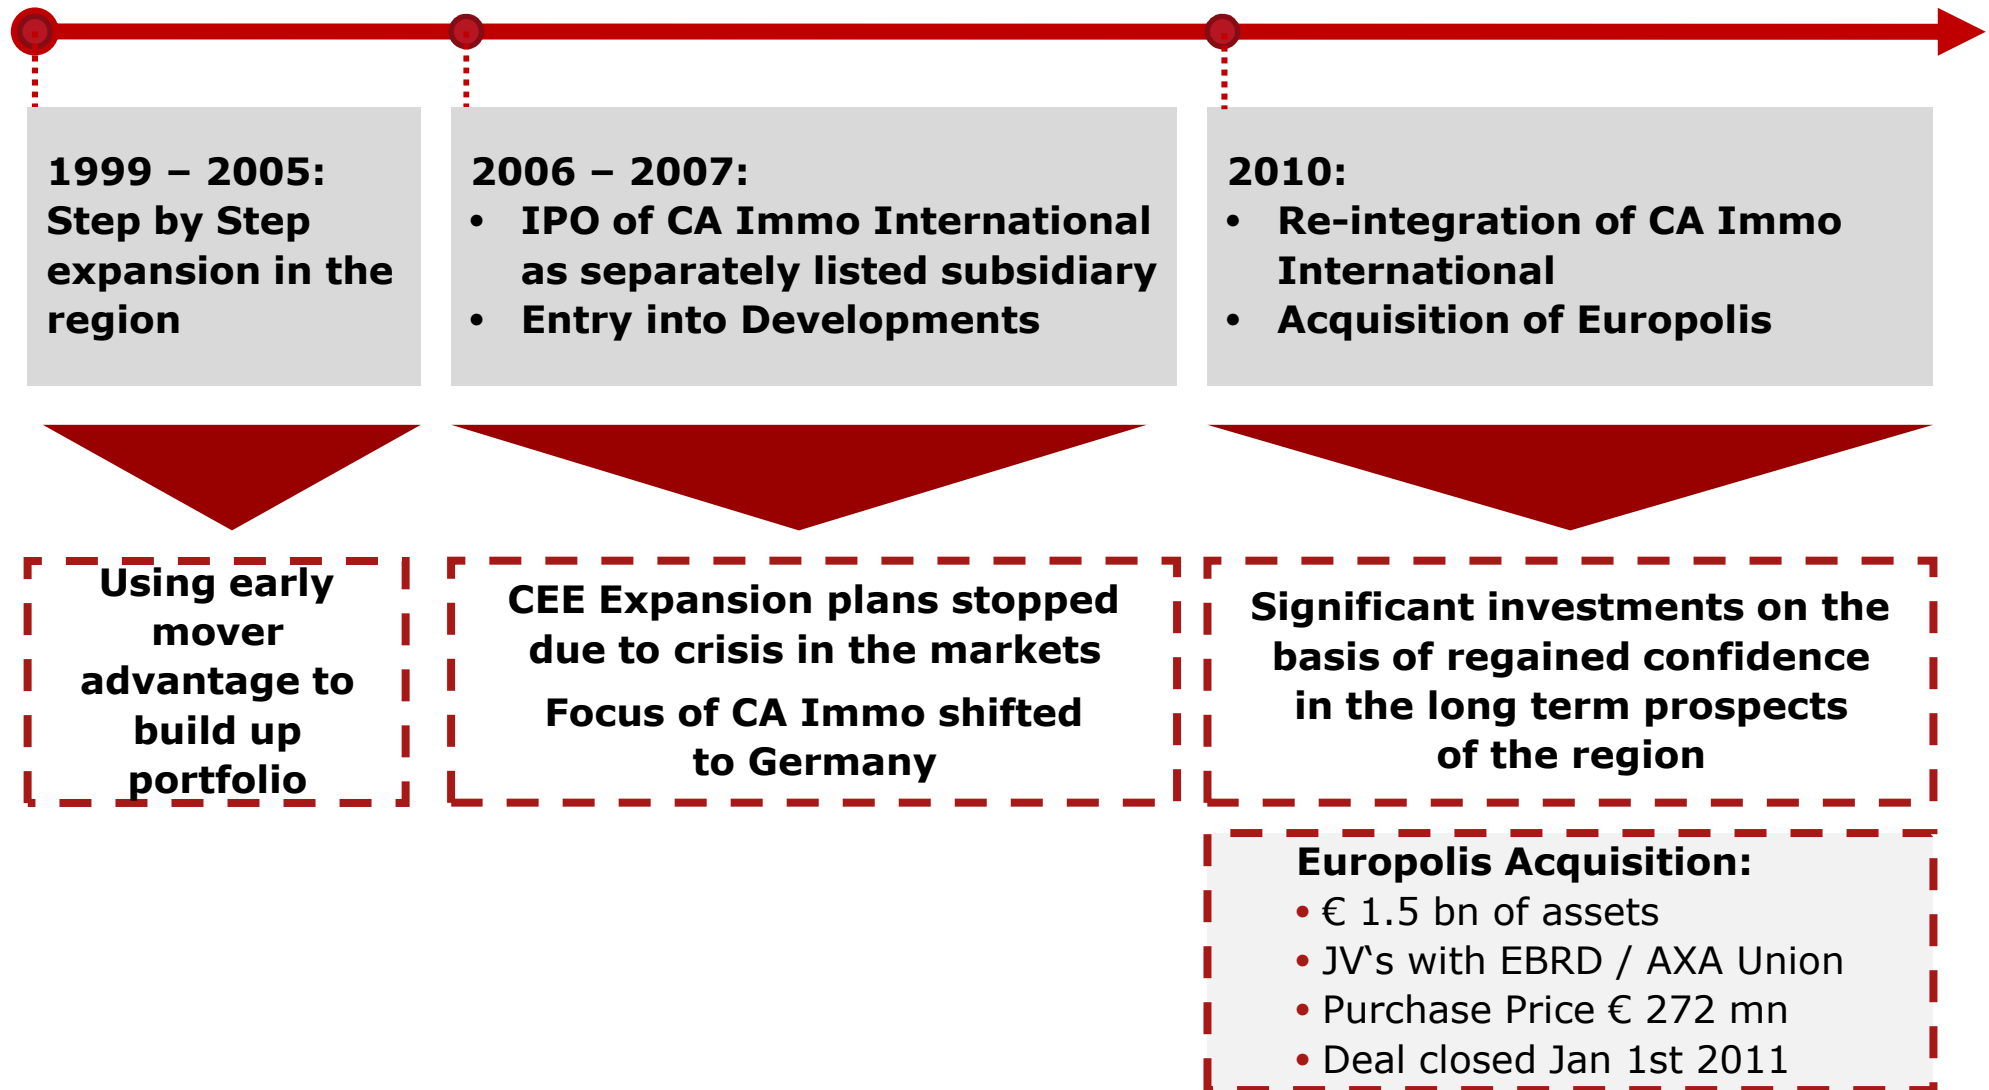 1999 – 2005:
Step by Step
expansion in the
region
2006 – 2007:
• IPO of CA Immo International
as separately listed subsidiary
• Entry into Developments
2010:
• Re-integration of CA Immo
International
• Acquisition of Europolis
Using early
mover
advantage to
build up
portfolio
CEE Expansion plans stopped
due to crisis in the markets
Focus of CA Immo shifted
to Germany
Significant investments on the
basis of regained confidence
in the long term prospects
of the region
Europolis Acquisition:
• € 1.5 bn of assets
• JV‘s with EBRD / AXA Union
• Purchase Price € 272 mn
• Deal closed Jan 1st 2011